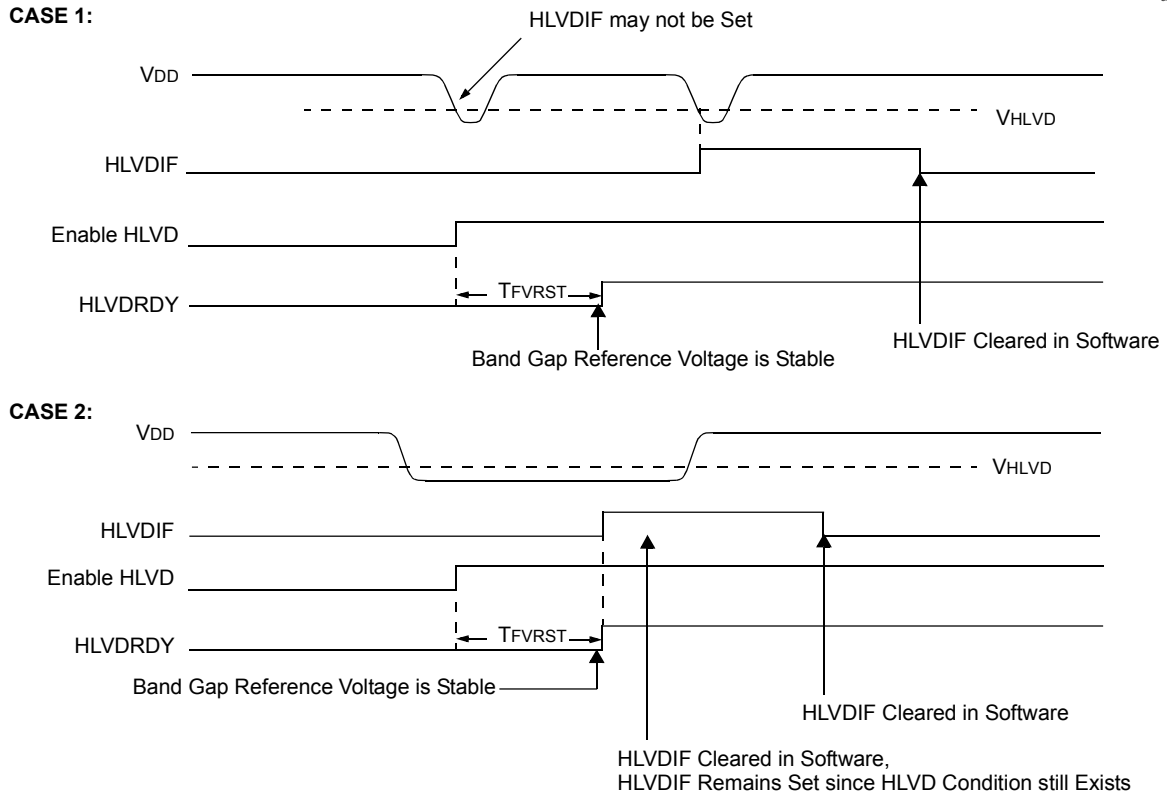 CASE 1:
HLVDIF may not be Set
VDD
VHLVD
HLVDIF
Enable HLVD
TFVRST
HLVDRDY
HLVDIF Cleared in Software
Band Gap Reference Voltage is Stable
CASE 2:
VDD
VHLVD
HLVDIF
Enable HLVD
TFVRST
HLVDRDY
Band Gap Reference Voltage is Stable
HLVDIF Cleared in Software
HLVDIF Cleared in Software,
HLVDIF Remains Set since HLVD Condition still Exists